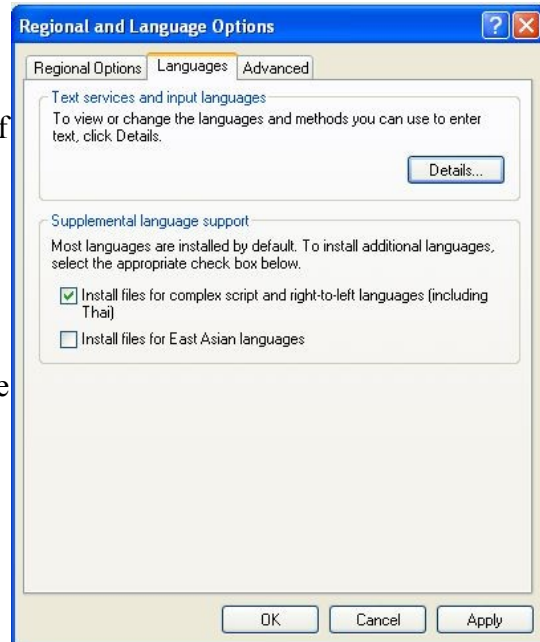 Regional and Language Options
Regional Options Languages Advanced
Text services and input languages
To view or change the languages and methods you can use to enter
text, click Details.
Details...
Supplemental language support
Most languages are installed by default. To install additional languages,
select the appropriate check box below.
Install files for complex script and right-to-left languages (including
Thai)
Install files for East Asian languages
OK Cancel Apply